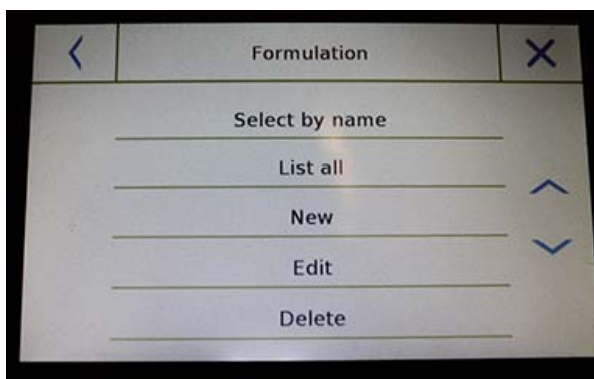 Formulation
Select by name
List all
New
Edit
Delete